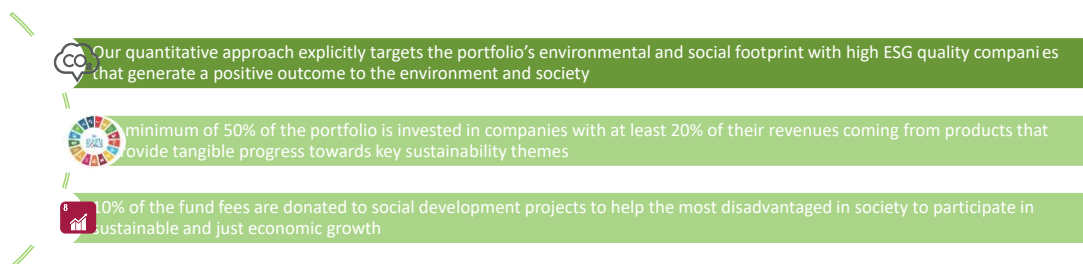 CO2
Our quantitative approach explicitly targets the portfolio's environmental and social footprint with high ESG quality companies
that generate a positive outcome to the environment and society
minimum of 50% of the portfolio is invested in companies with at least 20% of their revenues coming from products that
ovide tangible progress towards key sustainability themes
8
10% of the fund fees are donated to social development projects to help the most disadvantaged in society to participate in
sustainable and just economic growth